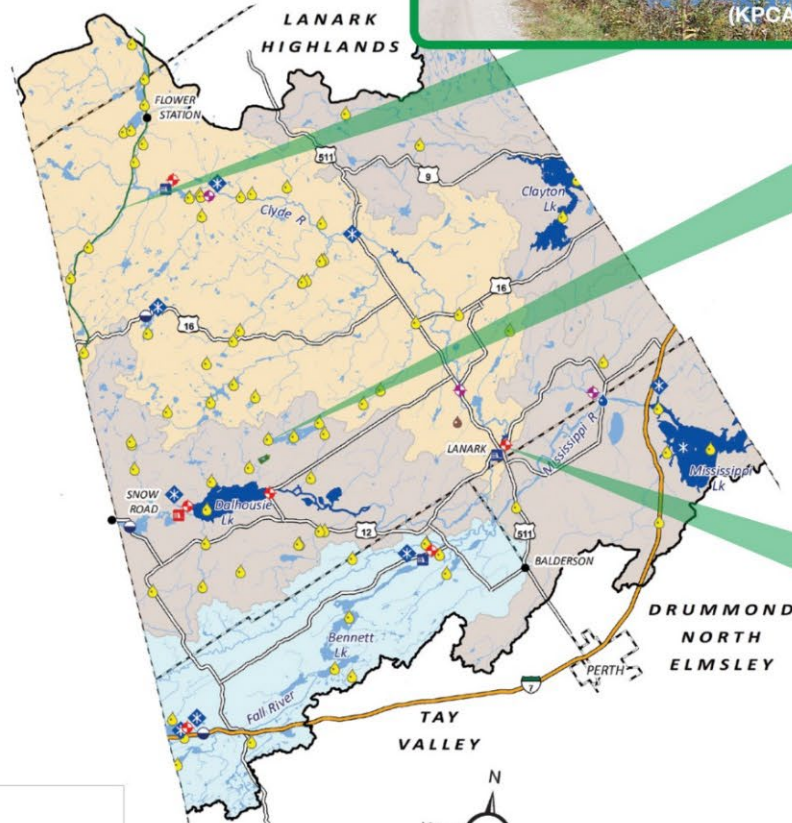 (KPCA
LANARK
HIGHLANDS
FLOWER
STATION
511
9
Clayton
Lk
Clyde R
16
16
LANARK
Mississippi R
Mississippi
Lk
SNOW
ROAD
Dalhousie
Lk
12
511
BALDERSON
DRUMMOND
NORTH
ELMSLEY
Bennett
Lk
PERTH
7
Fall River
TAY
VALLEY
N